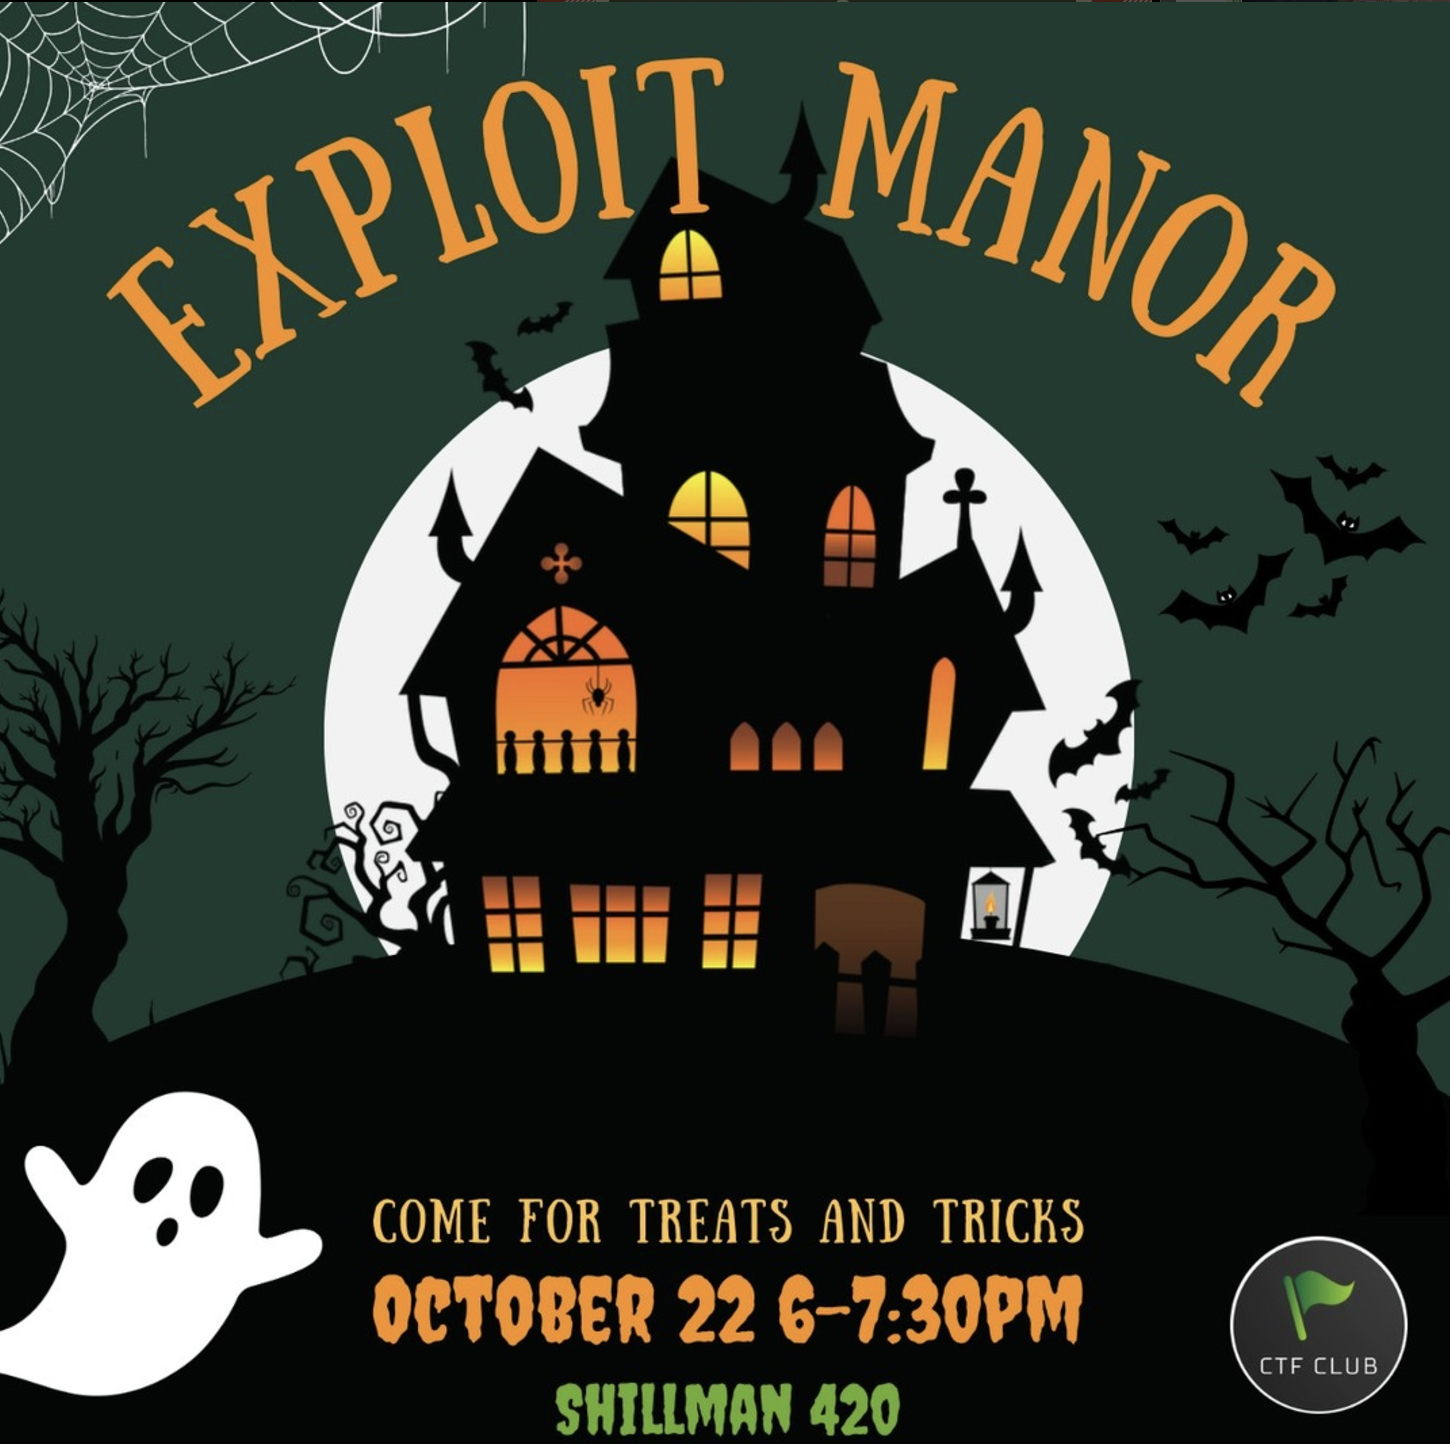 EXPLOIT MANOR
COME FOR TREATS AND TRICKS
OCTOBER 22 6–7:30PM
SHILLMAN 420
CTF CLUB